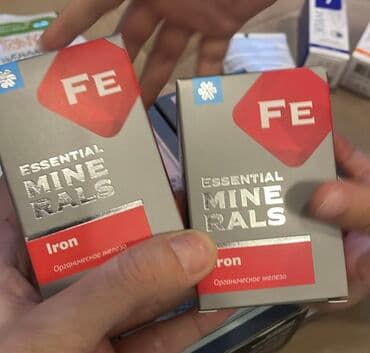 FE
ESSENTIAL
MINE
RALS
Iron
Органическое железо
FE
ESSENTIAL
MINE
RALS
Iron
Органическое железо